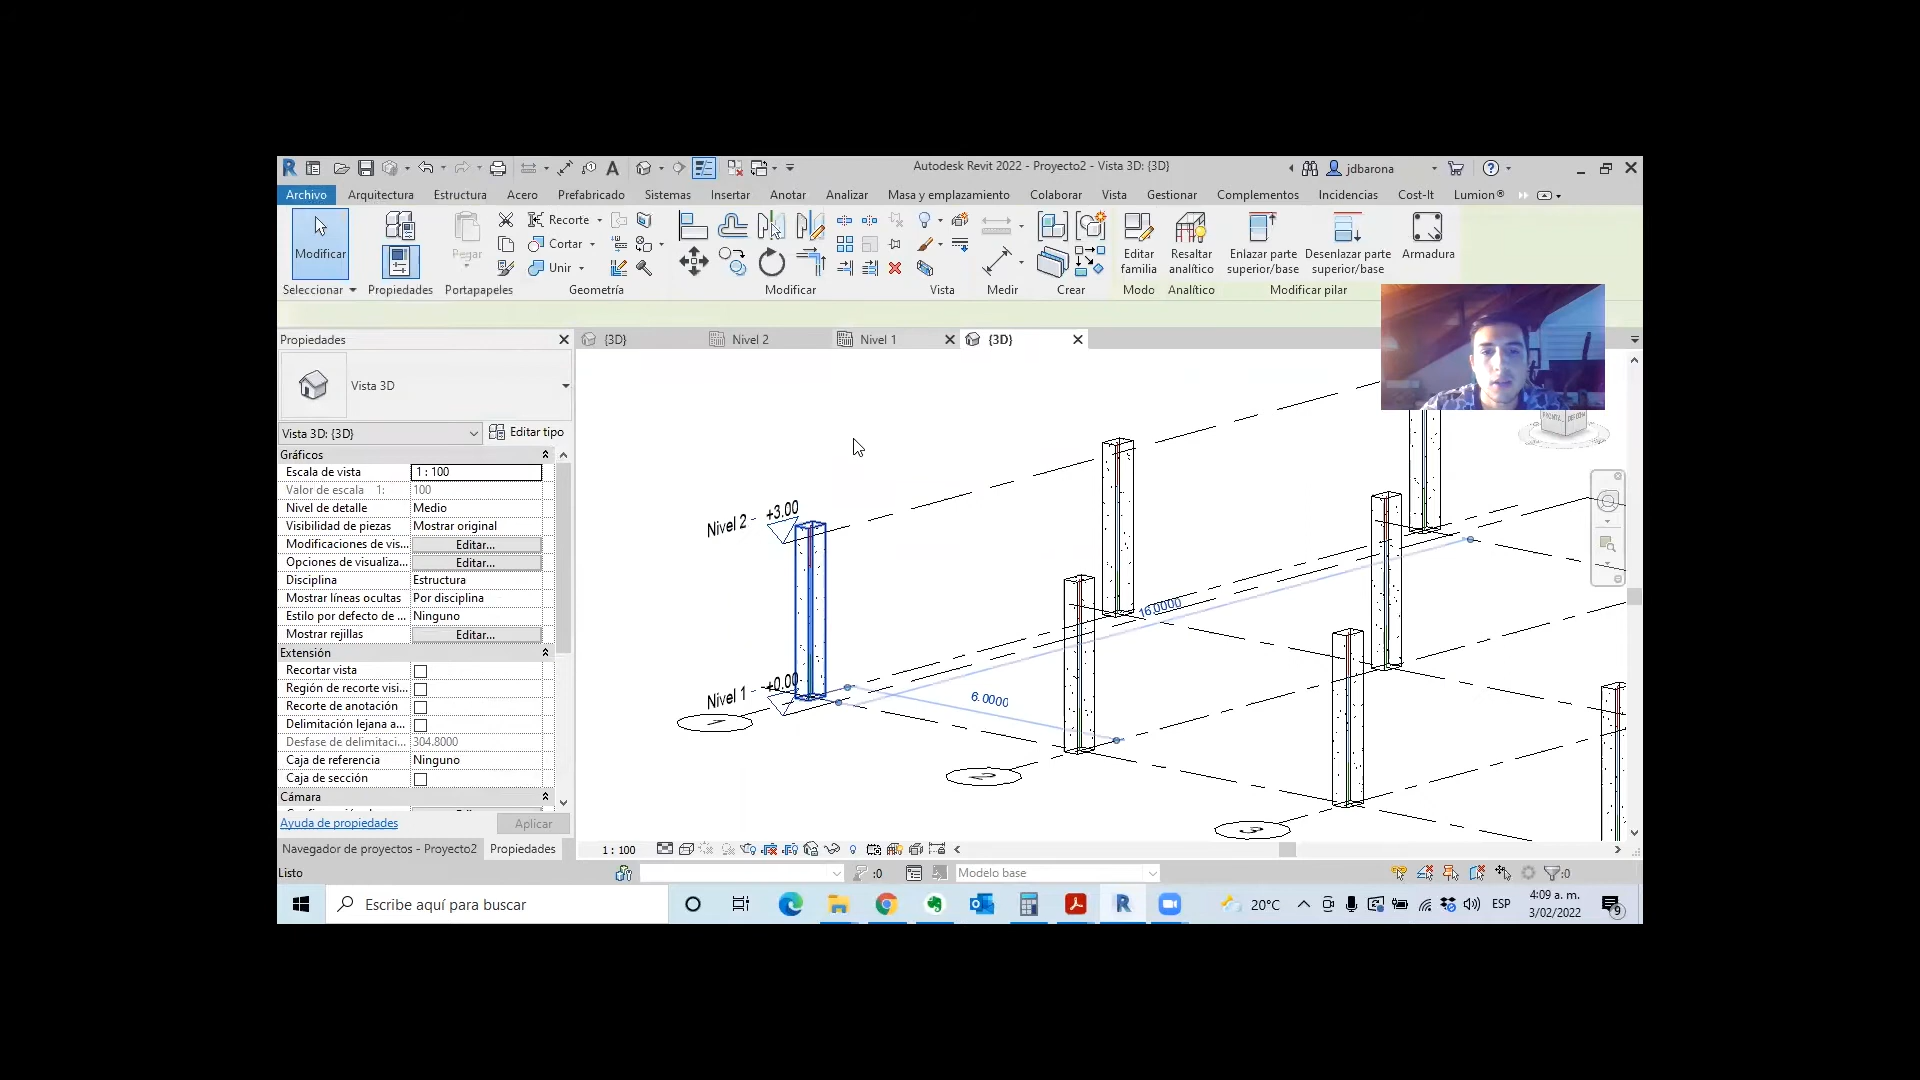 Autodesk Revit 2022 - Proyecto2 - Vista 3D: {3D}
jdbarona
Archivo Arquitectura Estructura Acero Prefabricado Sistemas Insertar Anotar Analizar Masa y emplazamiento Colaborar Vista Gestionar Complementos Incidencias Cost-It Lumion®
Modificar
Pegar
Recorte
Cortar
Unir
Editar familia
Resaltar analítico
Enlazar parte superior/base
Desenlazar parte superior/base
Armadura
Seleccionar Propiedades Portapapeles Geometría Modificar Vista Medir Crear Modo Analítico Modificar pilar
Propiedades
{3D} Nivel 2 Nivel 1 {3D}
Vista 3D
Vista 3D: {3D} Editar tipo
Gráficos
Escala de vista 1 : 100
Valor de escala 1: 100
Nivel de detalle Medio
Visibilidad de piezas Mostrar original
Modificaciones de vis... Editar...
Opciones de visualiza... Editar...
Disciplina Estructura
Mostrar líneas ocultas Por disciplina
Estilo por defecto de ... Ninguno
Mostrar rejillas Editar...
Extensión
Recortar vista
Región de recorte visi...
Recorte de anotación
Delimitación lejana a...
Desfase de delimitaci... 304.8000
Caja de referencia Ninguno
Caja de sección
Cámara
Ayuda de propiedades Aplicar
Navegador de proyectos - Proyecto2 Propiedades
Nivel 2 +3.00
Nivel 1 +0.00
16.0000
6.0000
1
2
3
1 : 100
Listo
:0
Modelo base
:0
Escribe aquí para buscar
20°C
ESP
4:09 a. m.
3/02/2022
9